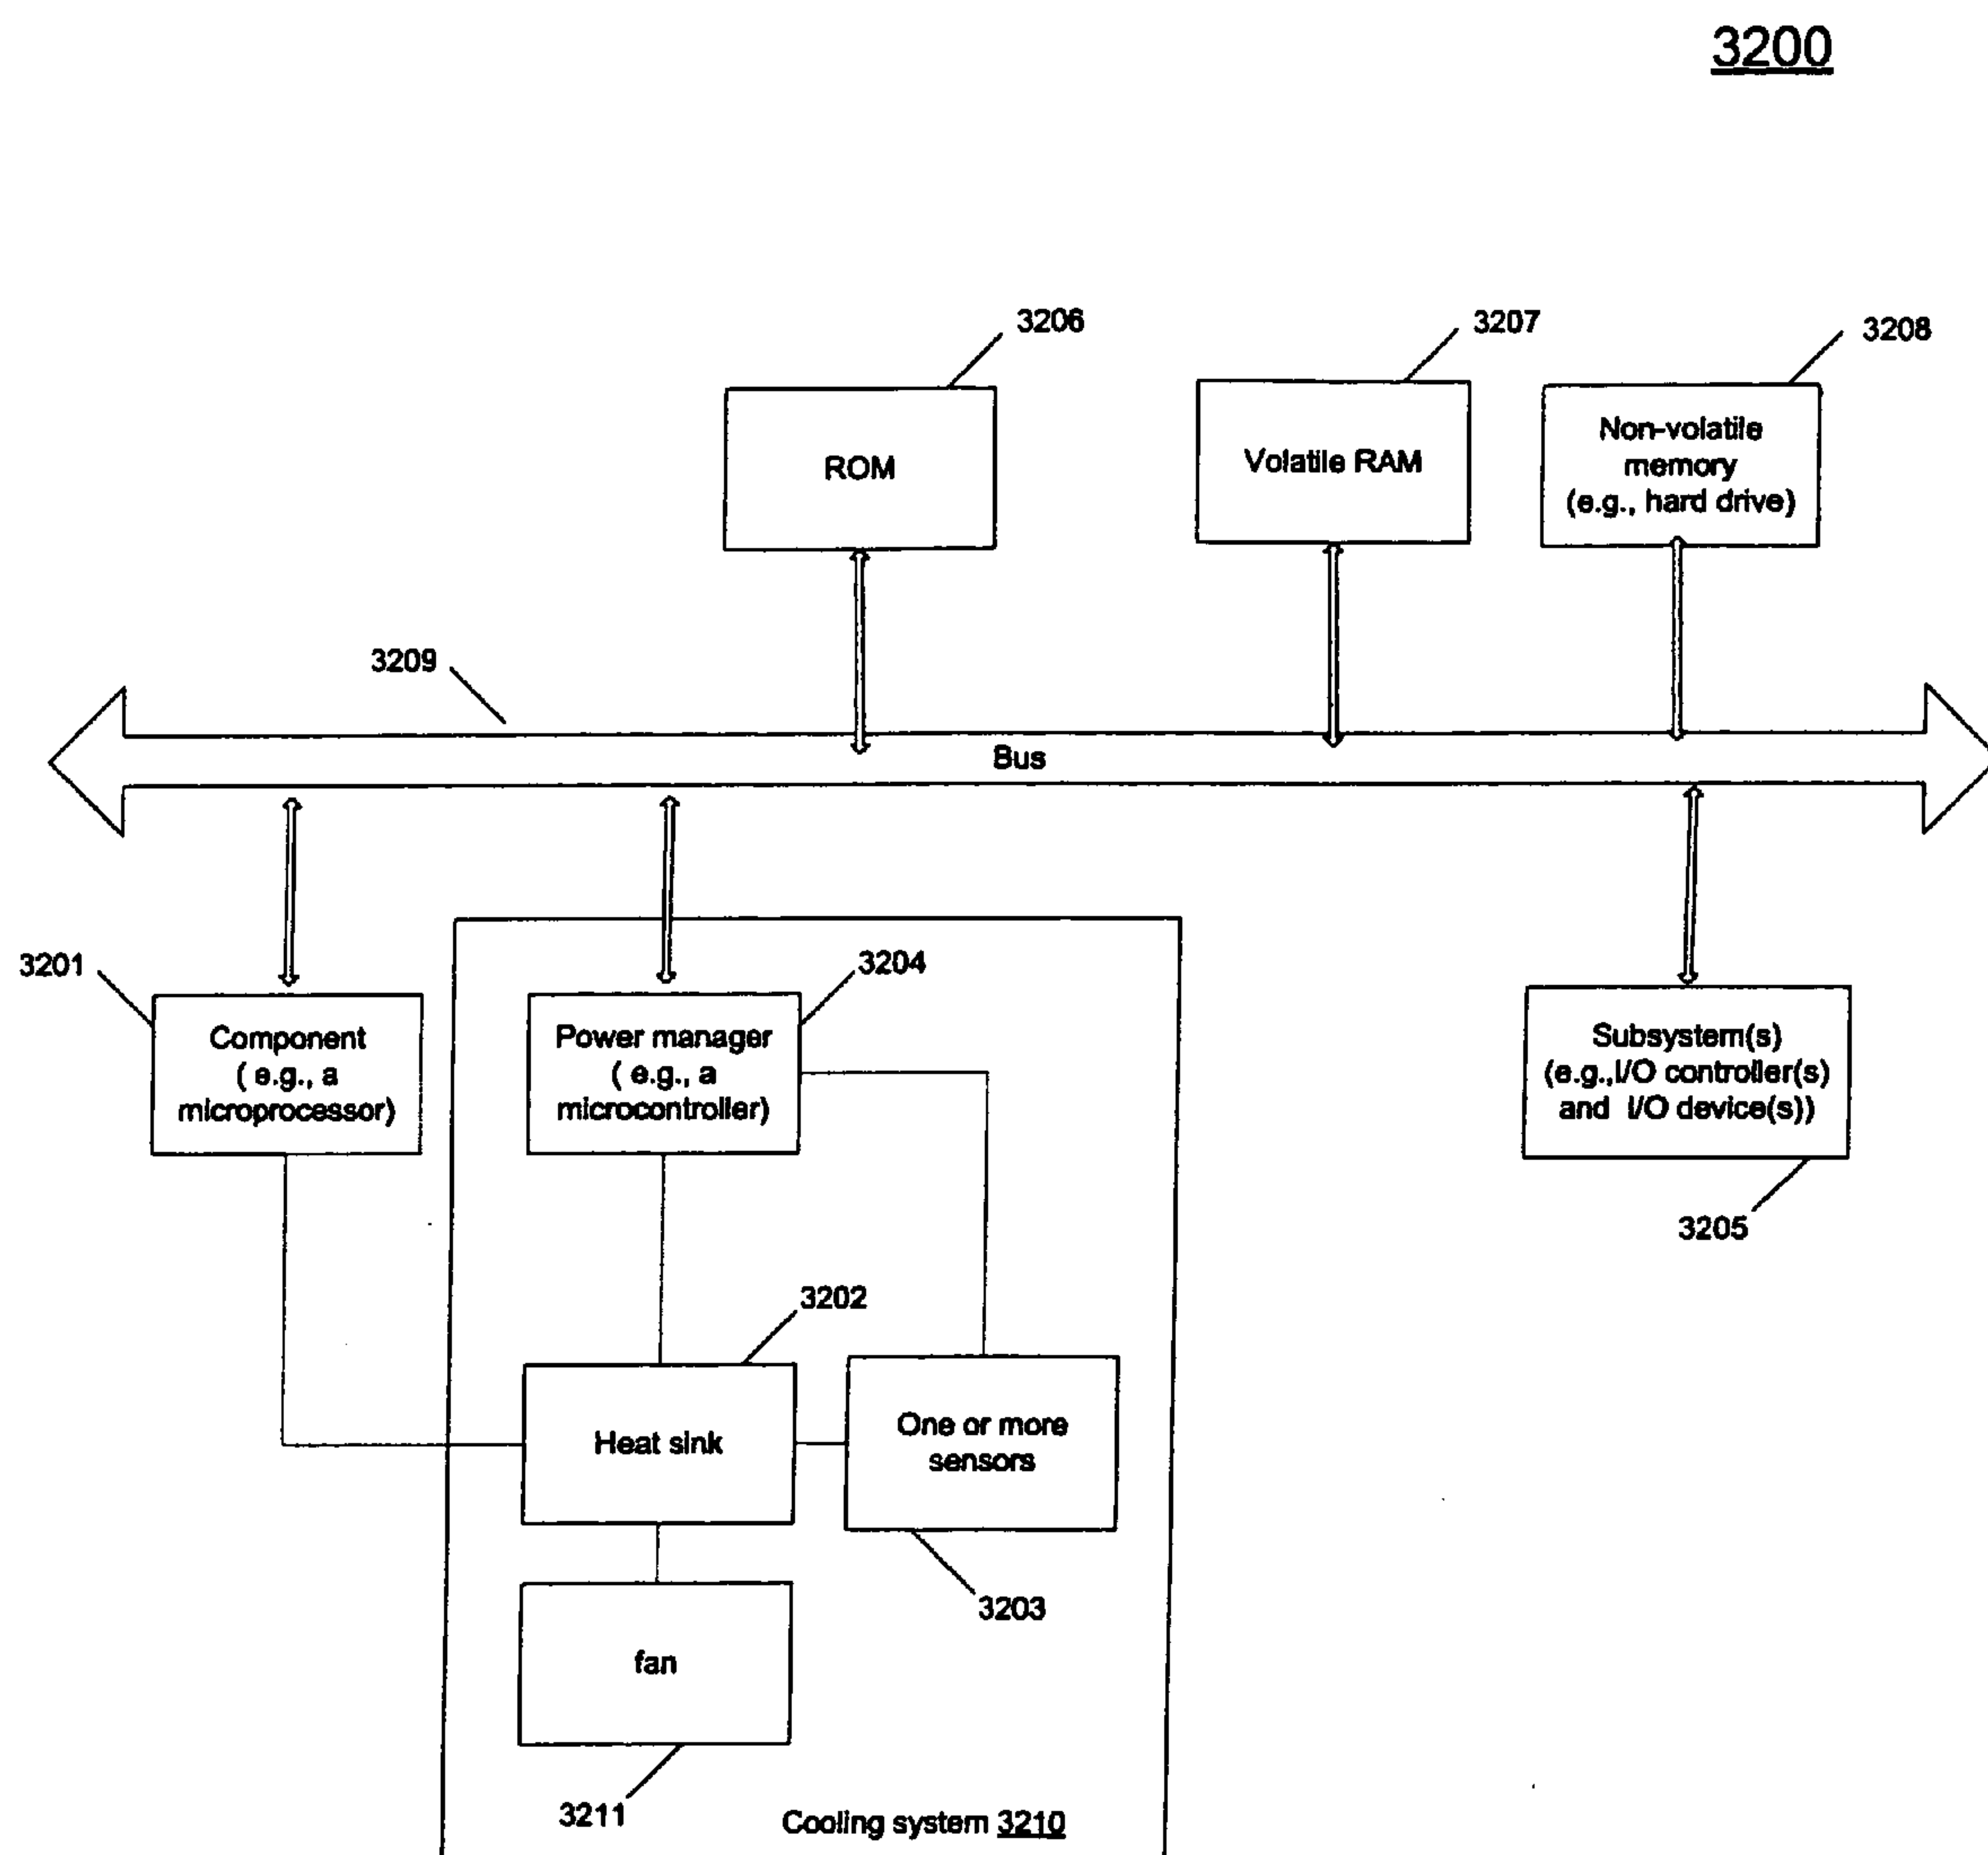 3200
3206
3207
3208
ROM
Volatile RAM
Non-volatile
memory
(e.g., hard drive)
3209
Bus
3201
3204
Component
( e.g., a
microprocessor)
Power manager
( e.g., a
microcontroller)
Subsystem(s)
(e.g.,I/O controller(s)
and I/O device(s))
3205
3202
Heat sink
One or more
sensors
3203
fan
3211
Cooling system 3210